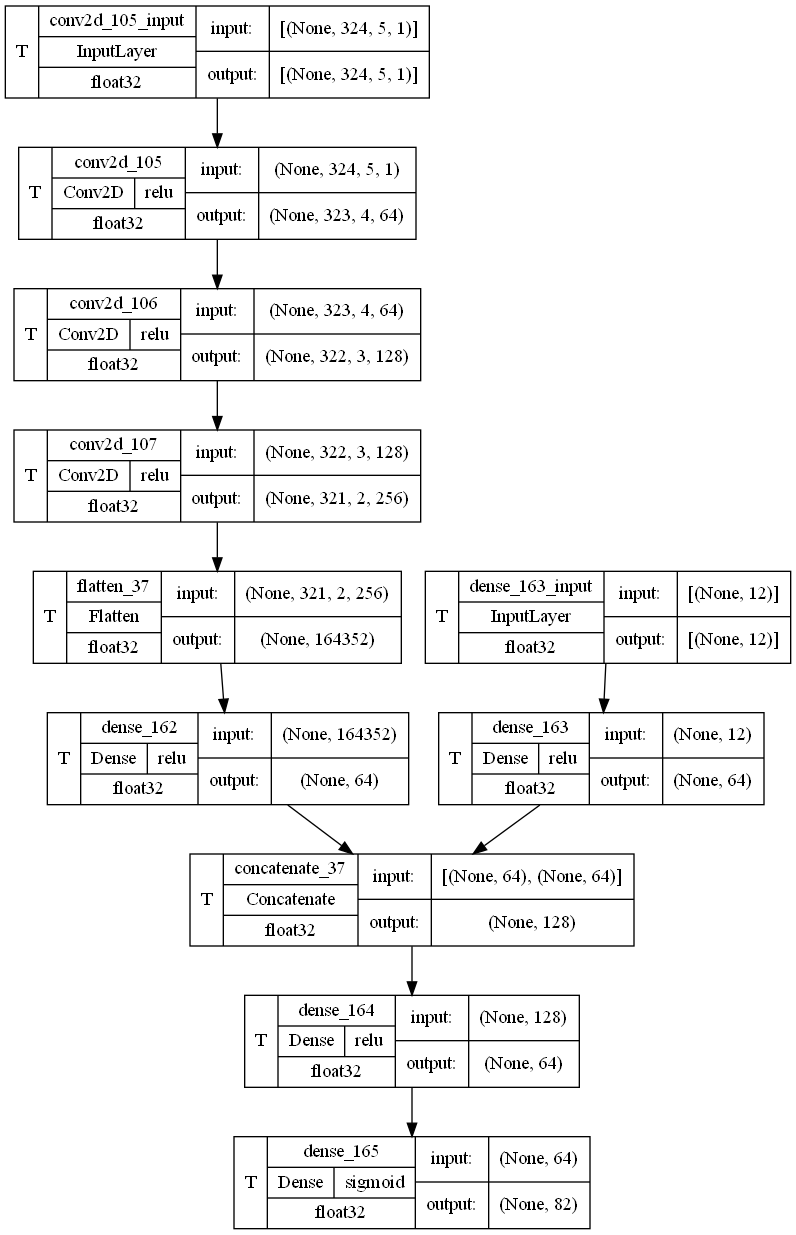 conv2d_105_input
input:
[(None, 324, 5, 1)]
T
InputLayer
output:
[(None, 324, 5, 1)]
float32
conv2d_105
input:
(None, 324, 5, 1)
T
Conv2D
relu
output:
(None, 323, 4, 64)
float32
conv2d_106
input:
(None, 323, 4, 64)
T
Conv2D
relu
output:
(None, 322, 3, 128)
float32
conv2d_107
input:
(None, 322, 3, 128)
T
Conv2D
relu
output:
(None, 321, 2, 256)
float32
flatten_37
input:
(None, 321, 2, 256)
T
Flatten
output:
(None, 164352)
float32
dense_163_input
input:
[(None, 12)]
T
InputLayer
output:
[(None, 12)]
float32
dense_162
input:
(None, 164352)
T
Dense
relu
output:
(None, 64)
float32
dense_163
input:
(None, 12)
T
Dense
relu
output:
(None, 64)
float32
concatenate_37
input:
[(None, 64), (None, 64)]
T
Concatenate
output:
(None, 128)
float32
dense_164
input:
(None, 128)
T
Dense
relu
output:
(None, 64)
float32
dense_165
input:
(None, 64)
T
Dense
sigmoid
output:
(None, 82)
float32